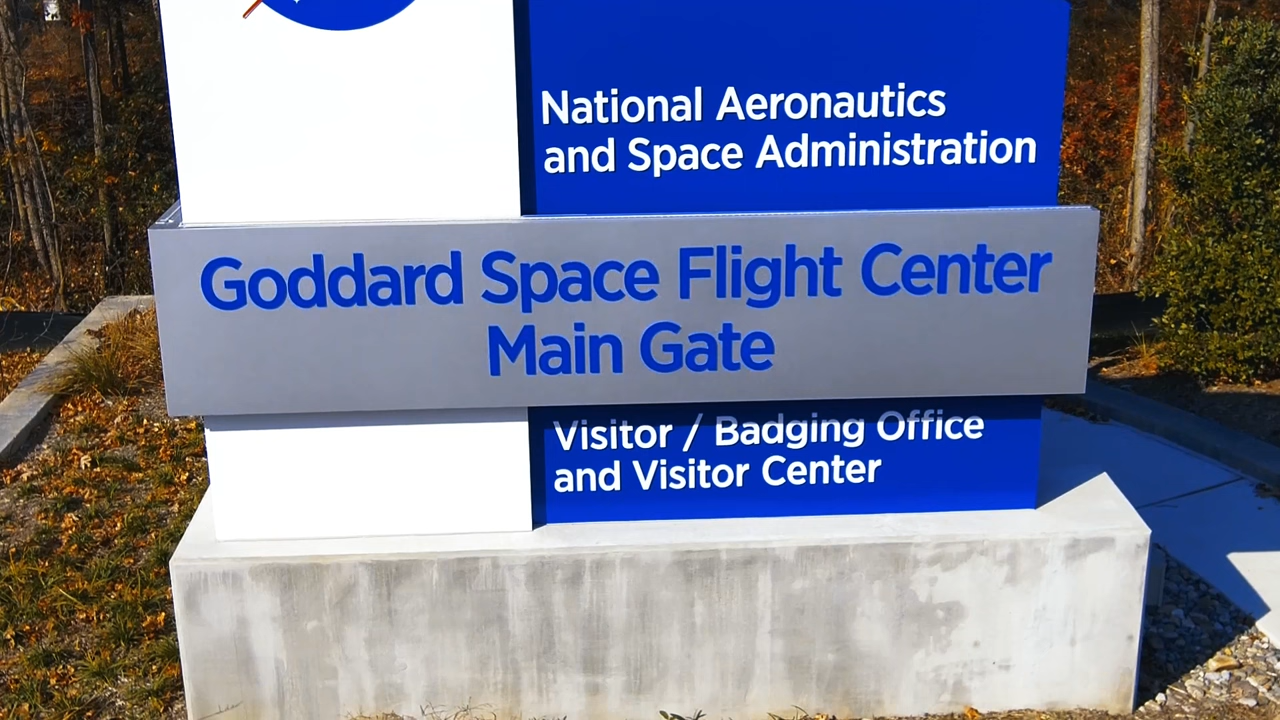 National Aeronautics
and Space Administration
Goddard Space Flight Center
Main Gate
Visitor / Badging Office
and Visitor Center